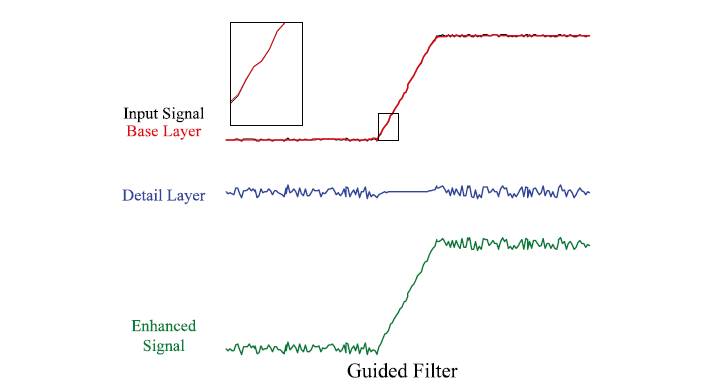 Input Signal
Base Layer
Detail Layer
Enhanced
Signal
Guided Filter